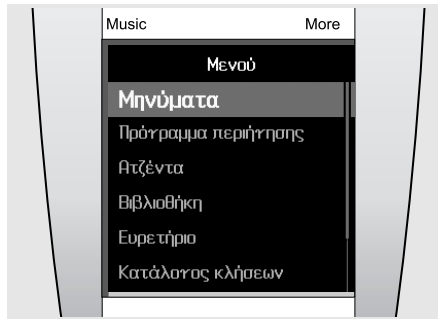 Music More
Μενού
Μηνύματα
Πρόγραμμα περιήγησης
Ατζέντα
Βιβλιοθήκη
Ευρετήριο
Κατάλογος κλήσεων